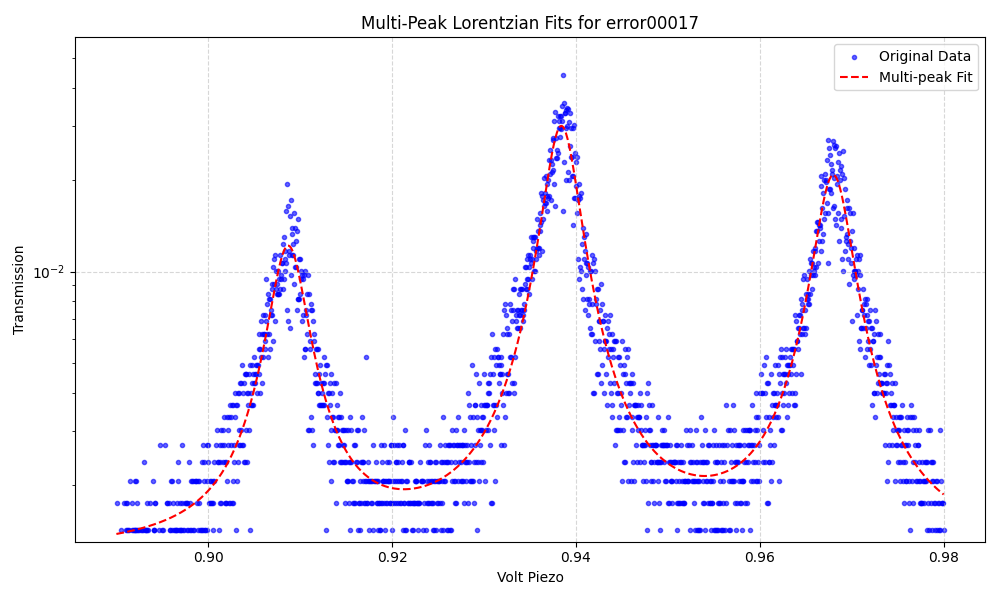 Multi-Peak Lorentzian Fits for error00017
Original Data
Multi-peak Fit
Transmission
10⁻²
0.90 0.92 0.94 0.96 0.98
Volt Piezo